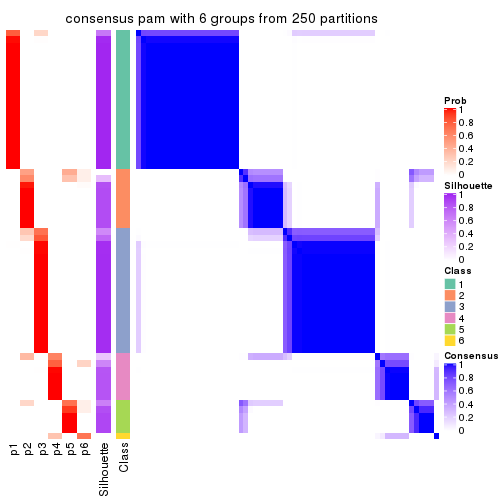 consensus pam with 6 groups from 250 partitions
Prob
1
0.8
0.6
0.4
0.2
0
Silhouette
1
0.8
0.6
0.4
0.2
0
Class
1
2
3
4
5
6
Consensus
1
0.8
0.6
0.4
0.2
0
p1
p2
p3
p4
p5
p6
Silhouette
Class